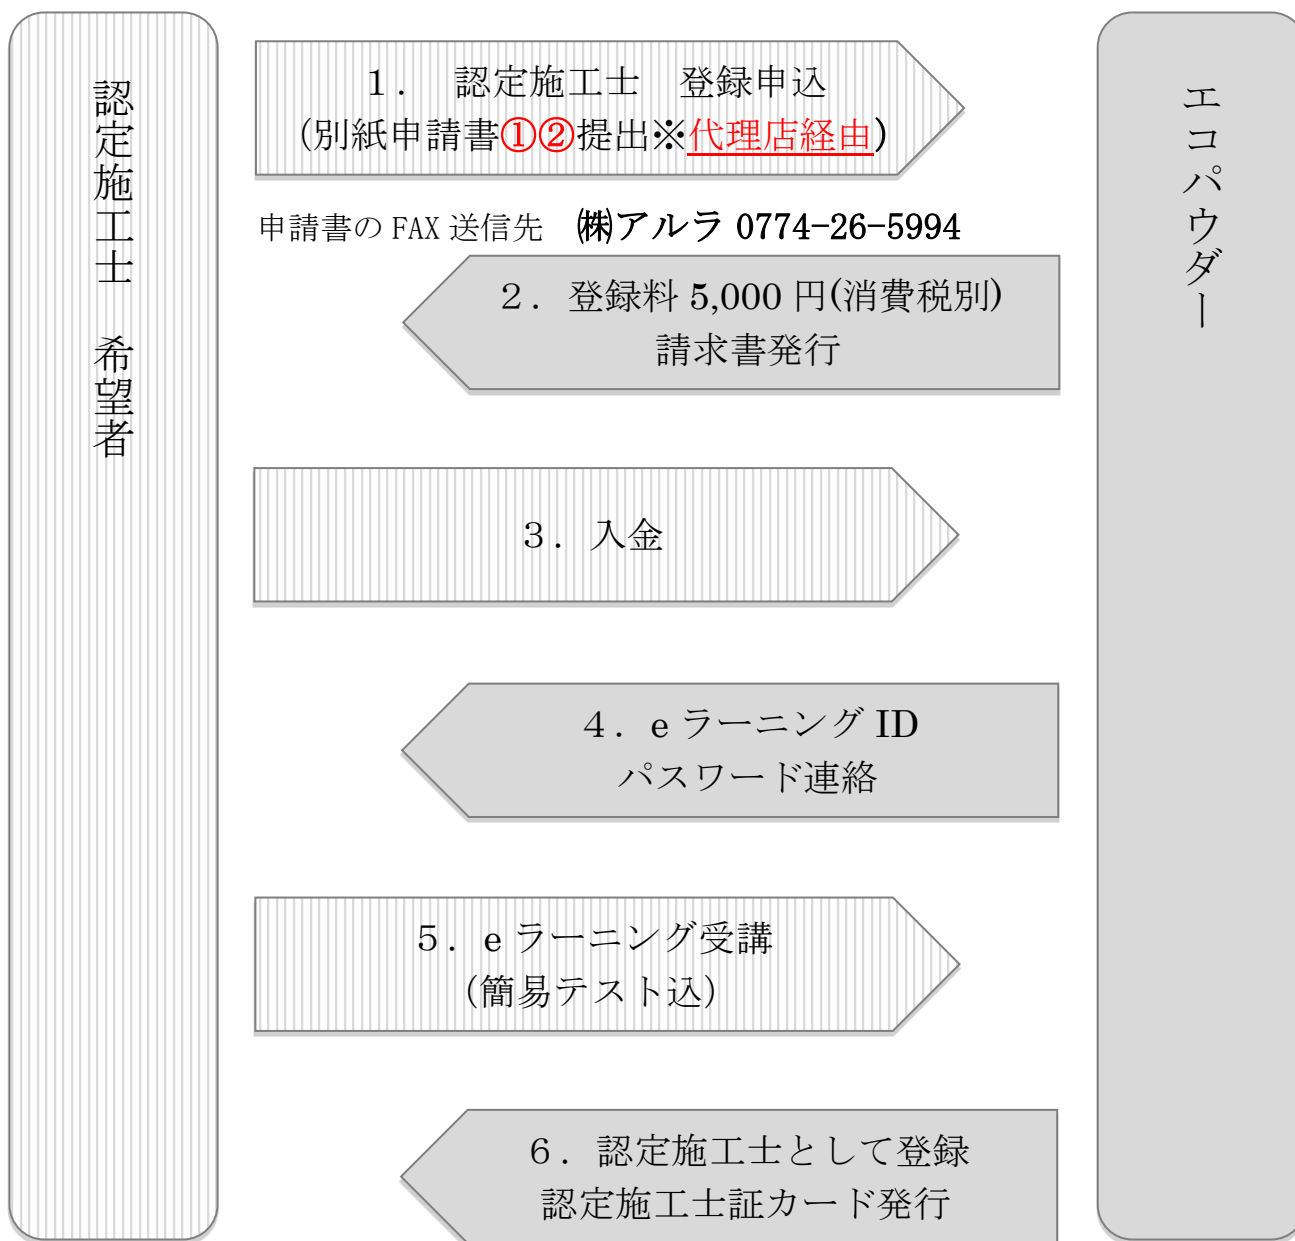 認定施工士　希望者
１．　認定施工士　登録申込
(別紙申請書①②提出※代理店経由)
申請書の FAX 送信先　㈱アルラ 0774-26-5994
２．登録料 5,000 円(消費税別)
請求書発行
３．入金
４．e ラーニング ID
パスワード連絡
５．e ラーニング受講
(簡易テスト込)
６．認定施工士として登録
認定施工士証カード発行
エコパウダー